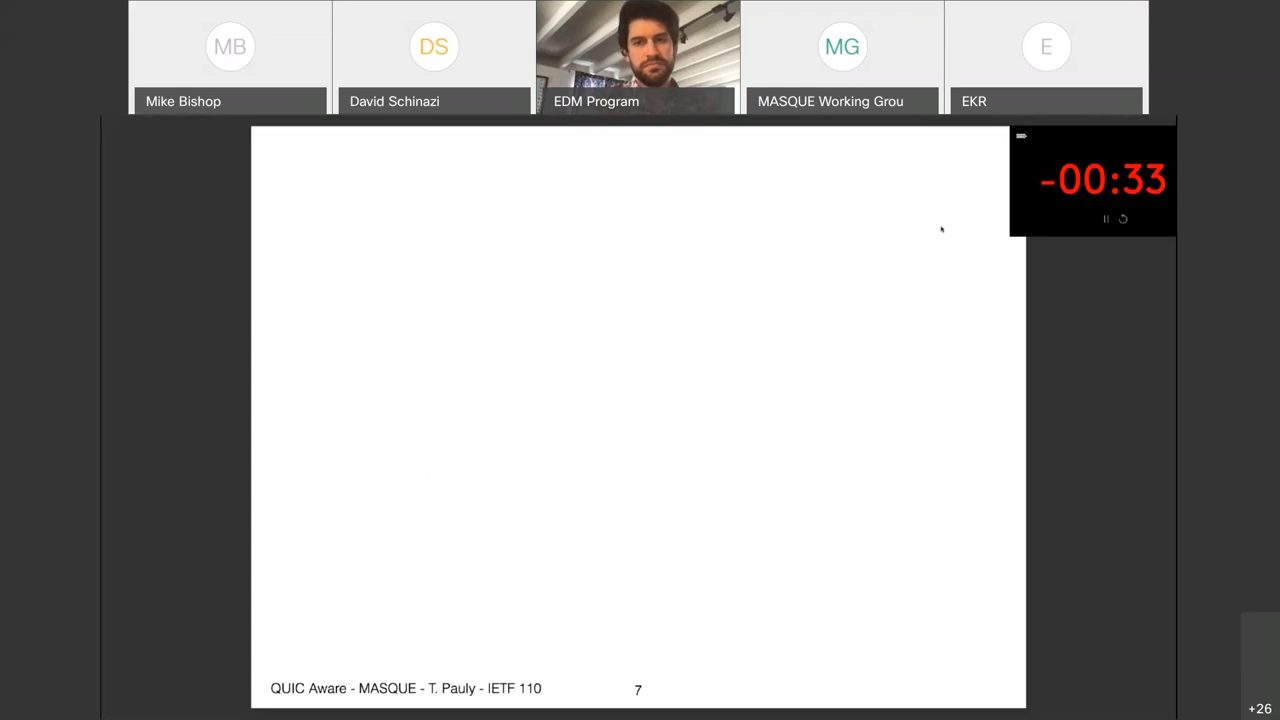 MB
DS
MG
E
Mike Bishop
David Schinazi
EDM Program
MASQUE Working Grou
EKR
-00:33
QUIC Aware - MASQUE - T. Pauly - IETF 110
7
+26